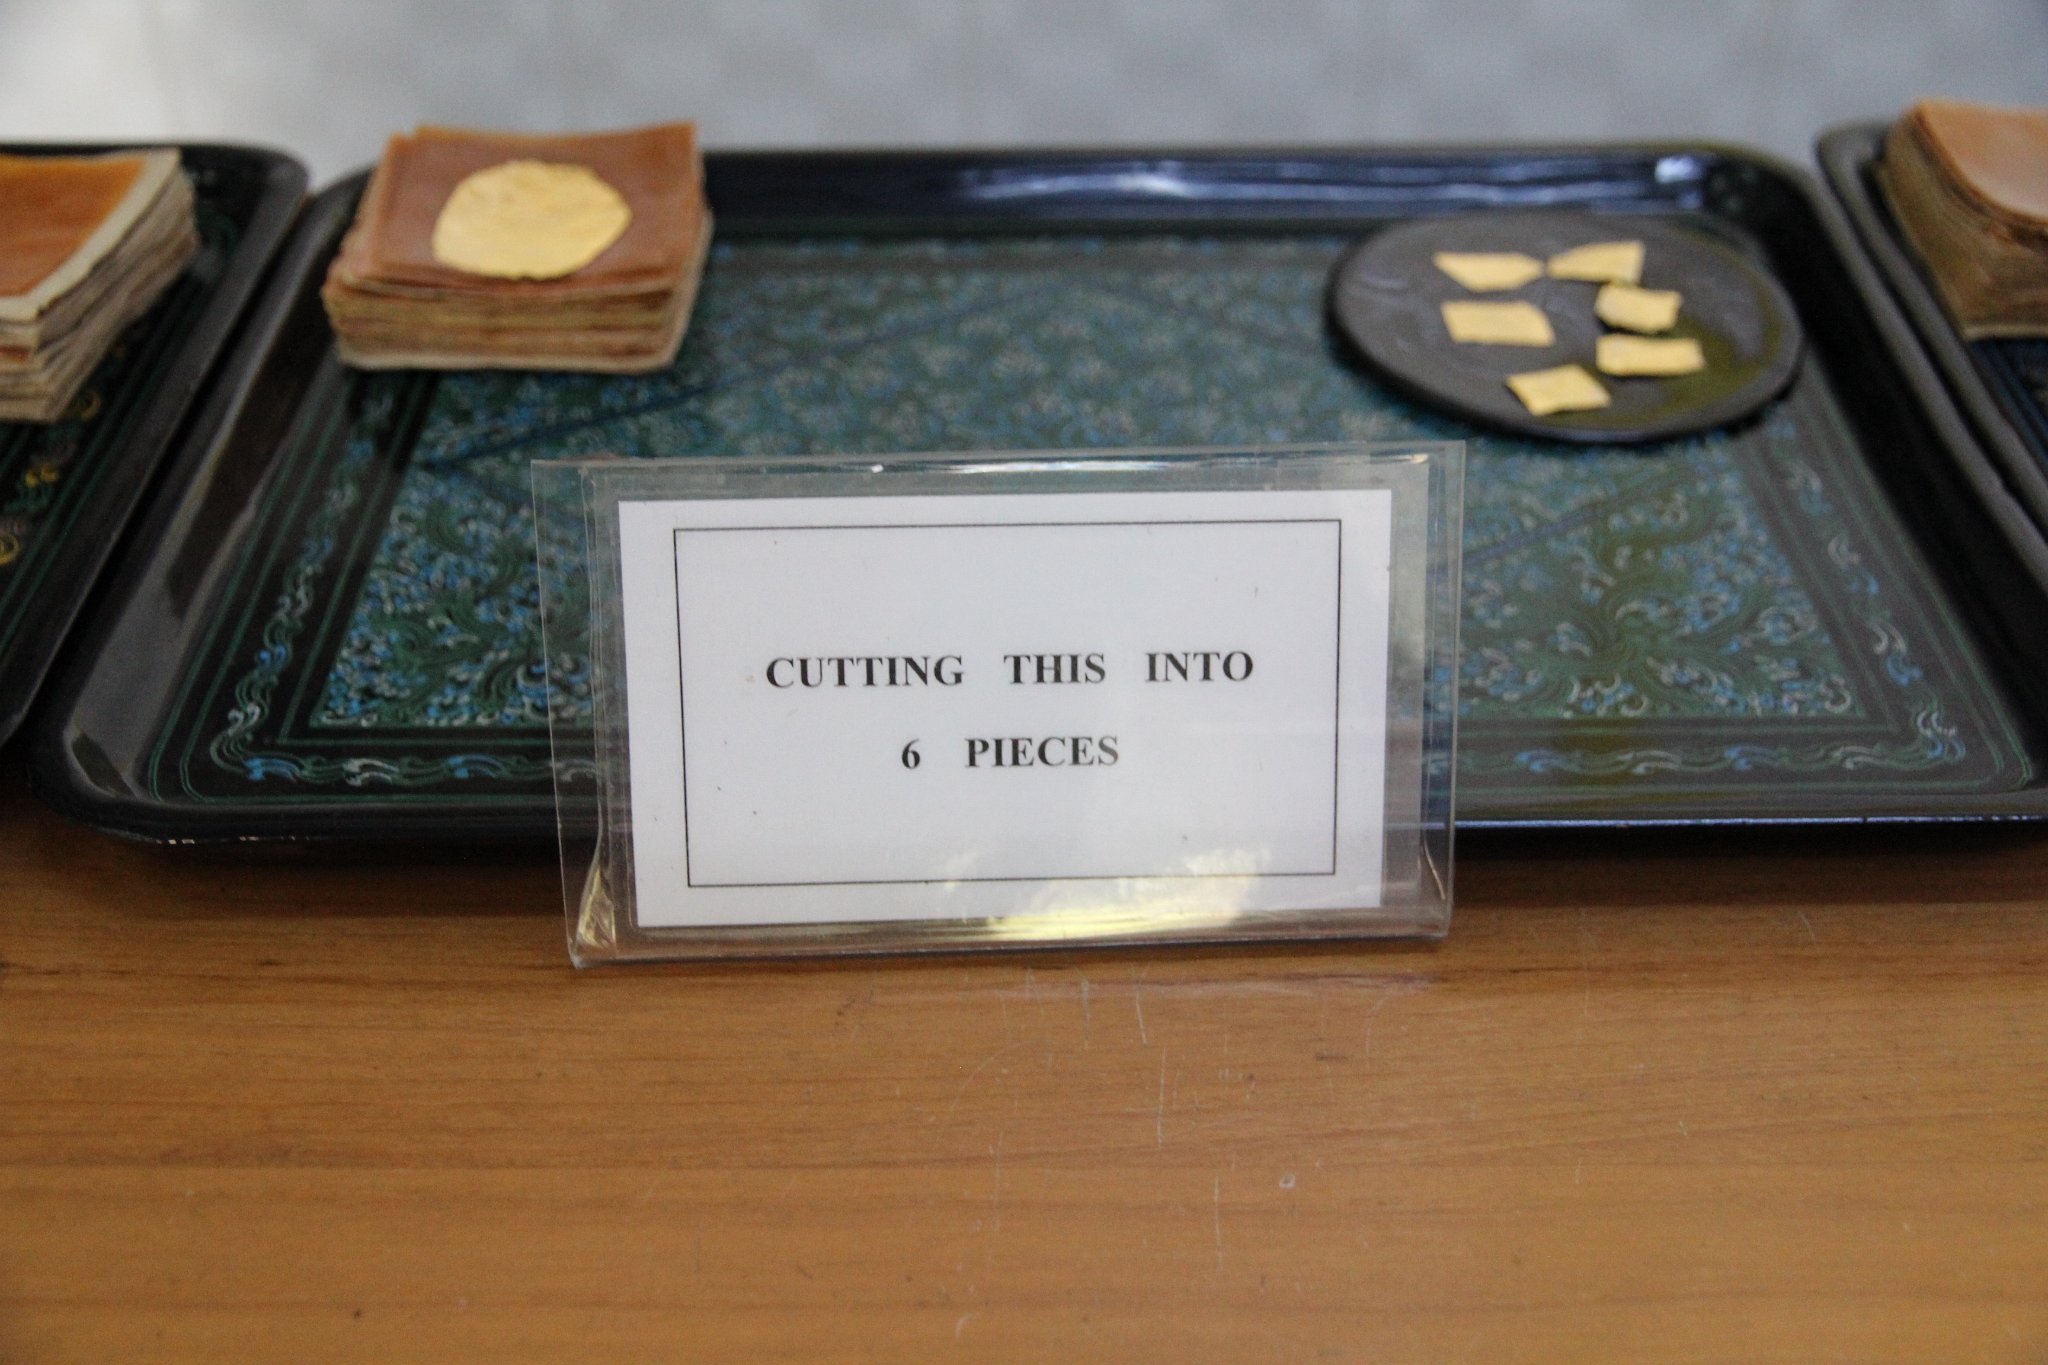 CUTTING THIS INTO
6 PIECES